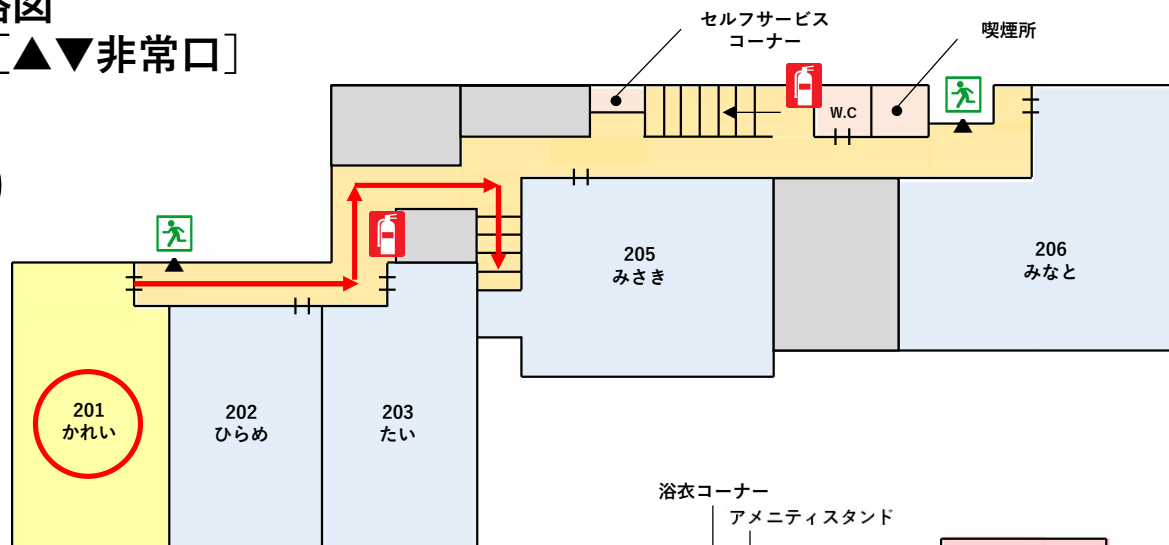 ［▲▼非常口］
セルフサービス
コーナー
喫煙所
W.C
205
みさき
206
みなと
201
かれい
202
ひらめ
203
たい
浴衣コーナー
アメニティスタンド